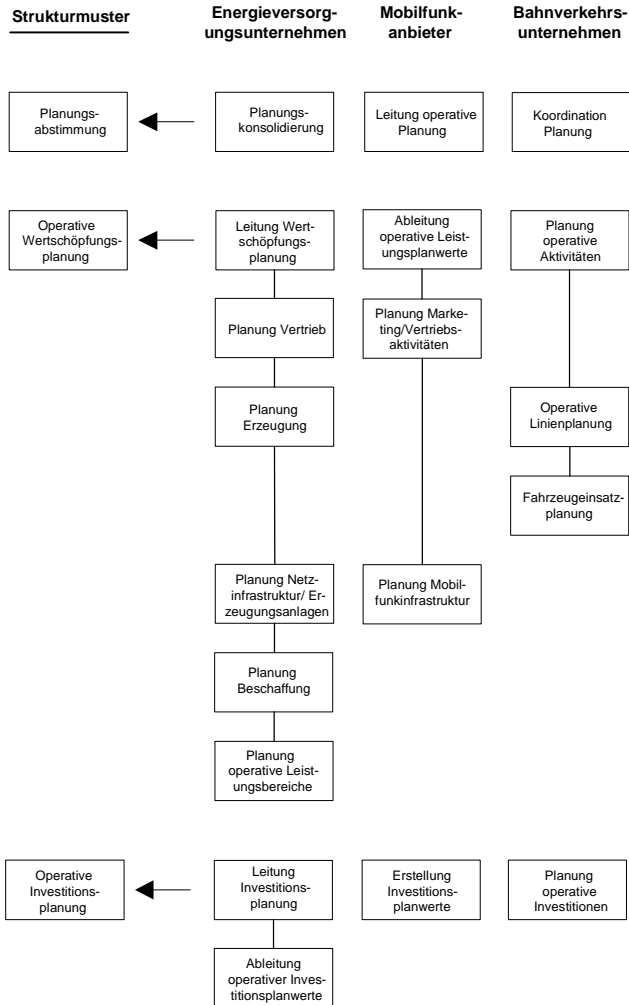 Strukturmuster
Energieversorg-
ungsunternehmen
Mobilfunk-
anbieter
Bahnverkehrs-
unternehmen
Planungs-
abstimmung
Planungs-
konsolidierung
Leitung operative
Planung
Koordination
Planung
Operative
Wertschöpfungs-
planung
Leitung Wert-
schöpfungs-
planung
Ableitung
operative Leist-
ungsplanwerte
Planung
operative
Aktivitäten
Planung Vertrieb
Planung Marke-
ting/Vertriebs-
aktivitäten
Planung
Erzeugung
Operative
Linienplanung
Fahrzeugeinsatz-
planung
Planung Netz-
infrastruktur/ Er-
zeugungsanlagen
Planung Mobil-
funkinfrastruktur
Planung
Beschaffung
Planung
operative Leist-
ungsbereiche
Operative
Investitions-
planung
Leitung
Investitions-
planung
Erstellung
Investitions-
planwerte
Planung
operative
Investitionen
Ableitung
operativer Inves-
titionsplanwerte